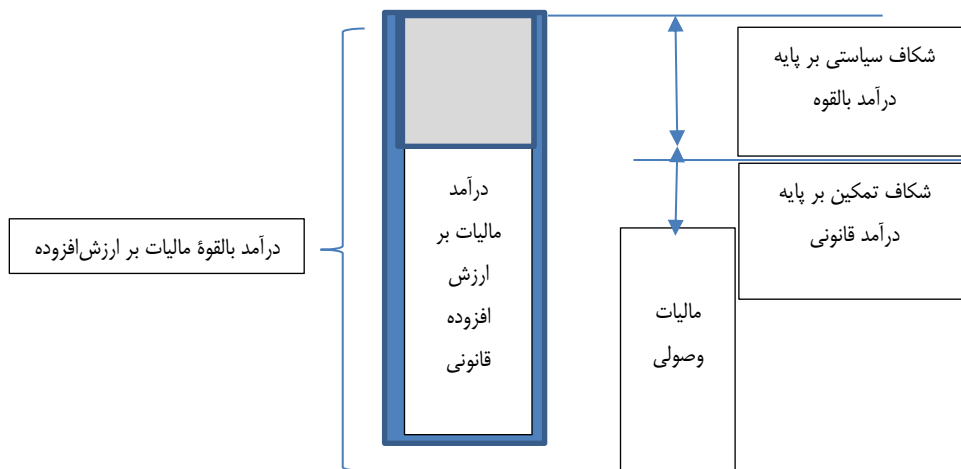 شکاف سیاستی بر پایه
درآمد بالقوه
شکاف تمکین بر پایه
درآمد قانونی
مالیات
وصولی
درآمد
مالیات بر
ارزش
افزوده
قانونی
درآمد بالقوۀ مالیات بر ارزش‌افزوده